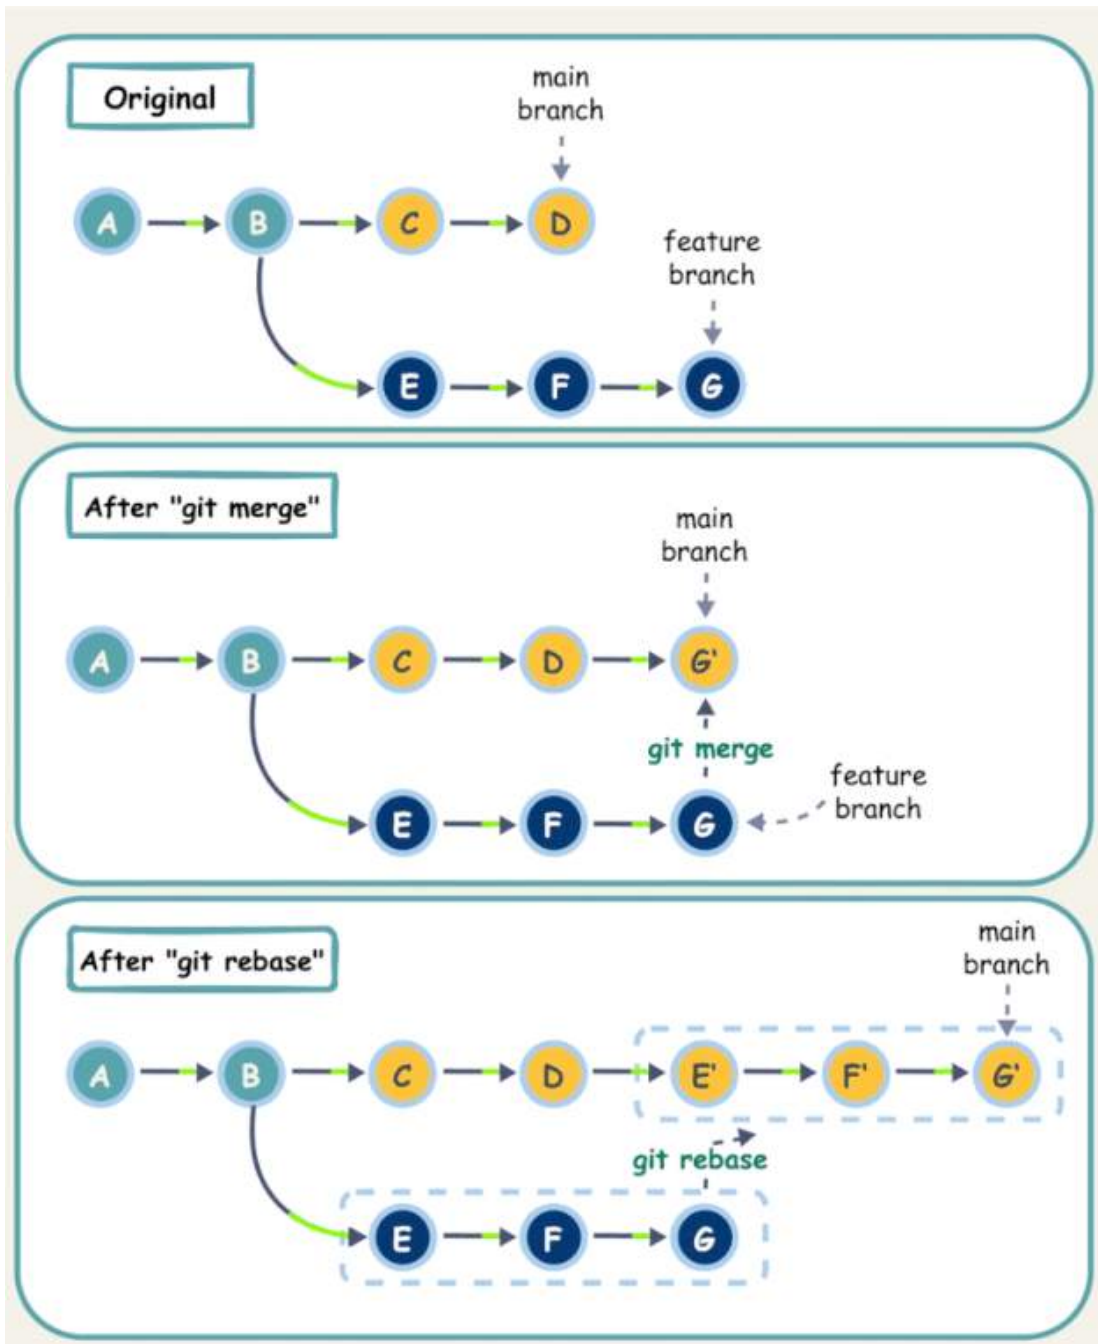 Original
main
branch
A
B
C
D
feature
branch
E
F
G
After "git merge"
main
branch
A
B
C
D
G'
git merge
feature
branch
E
F
G
After "git rebase"
main
branch
A
B
C
D
E'
F'
G'
git rebase
E
F
G